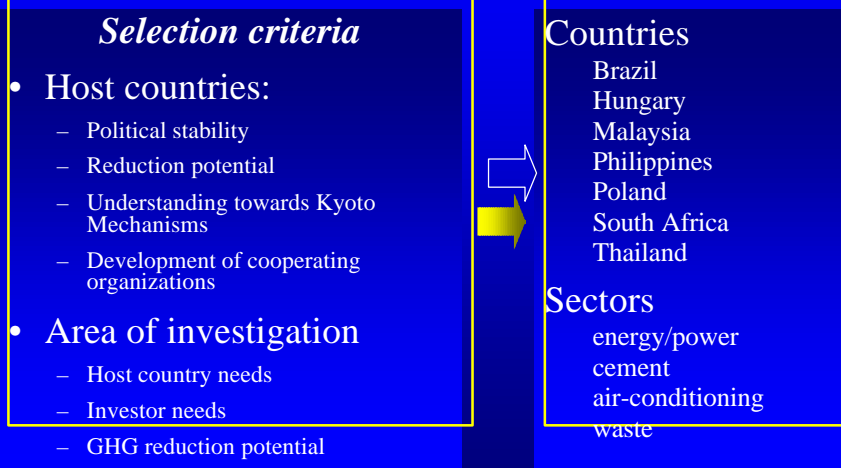 Selection criteria
• Host countries:
– Political stability
– Reduction potential
– Understanding towards Kyoto
Mechanisms
– Development of cooperating
organizations
• Area of investigation
– Host country needs
– Investor needs
– GHG reduction potential
Countries
Brazil
Hungary
Malaysia
Philippines
Poland
South Africa
Thailand
Sectors
energy/power
cement
air-conditioning
waste